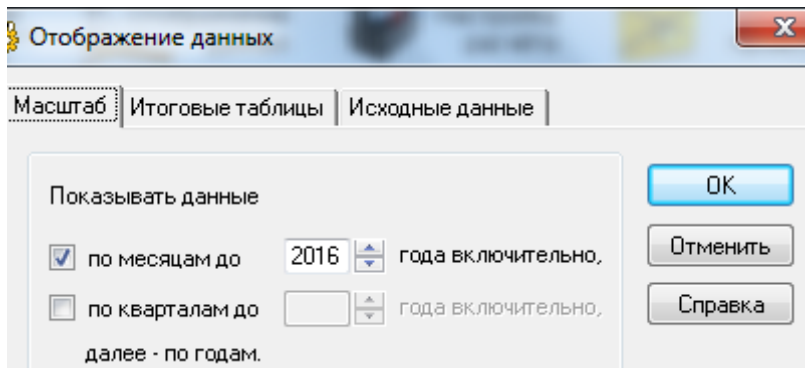 Отображение данных
Масштаб Итоговые таблицы Исходные данные
Показывать данные
ОК
по месяцам до 2016 года включительно,
Отменить
по кварталам до года включительно,
Справка
далее - по годам.